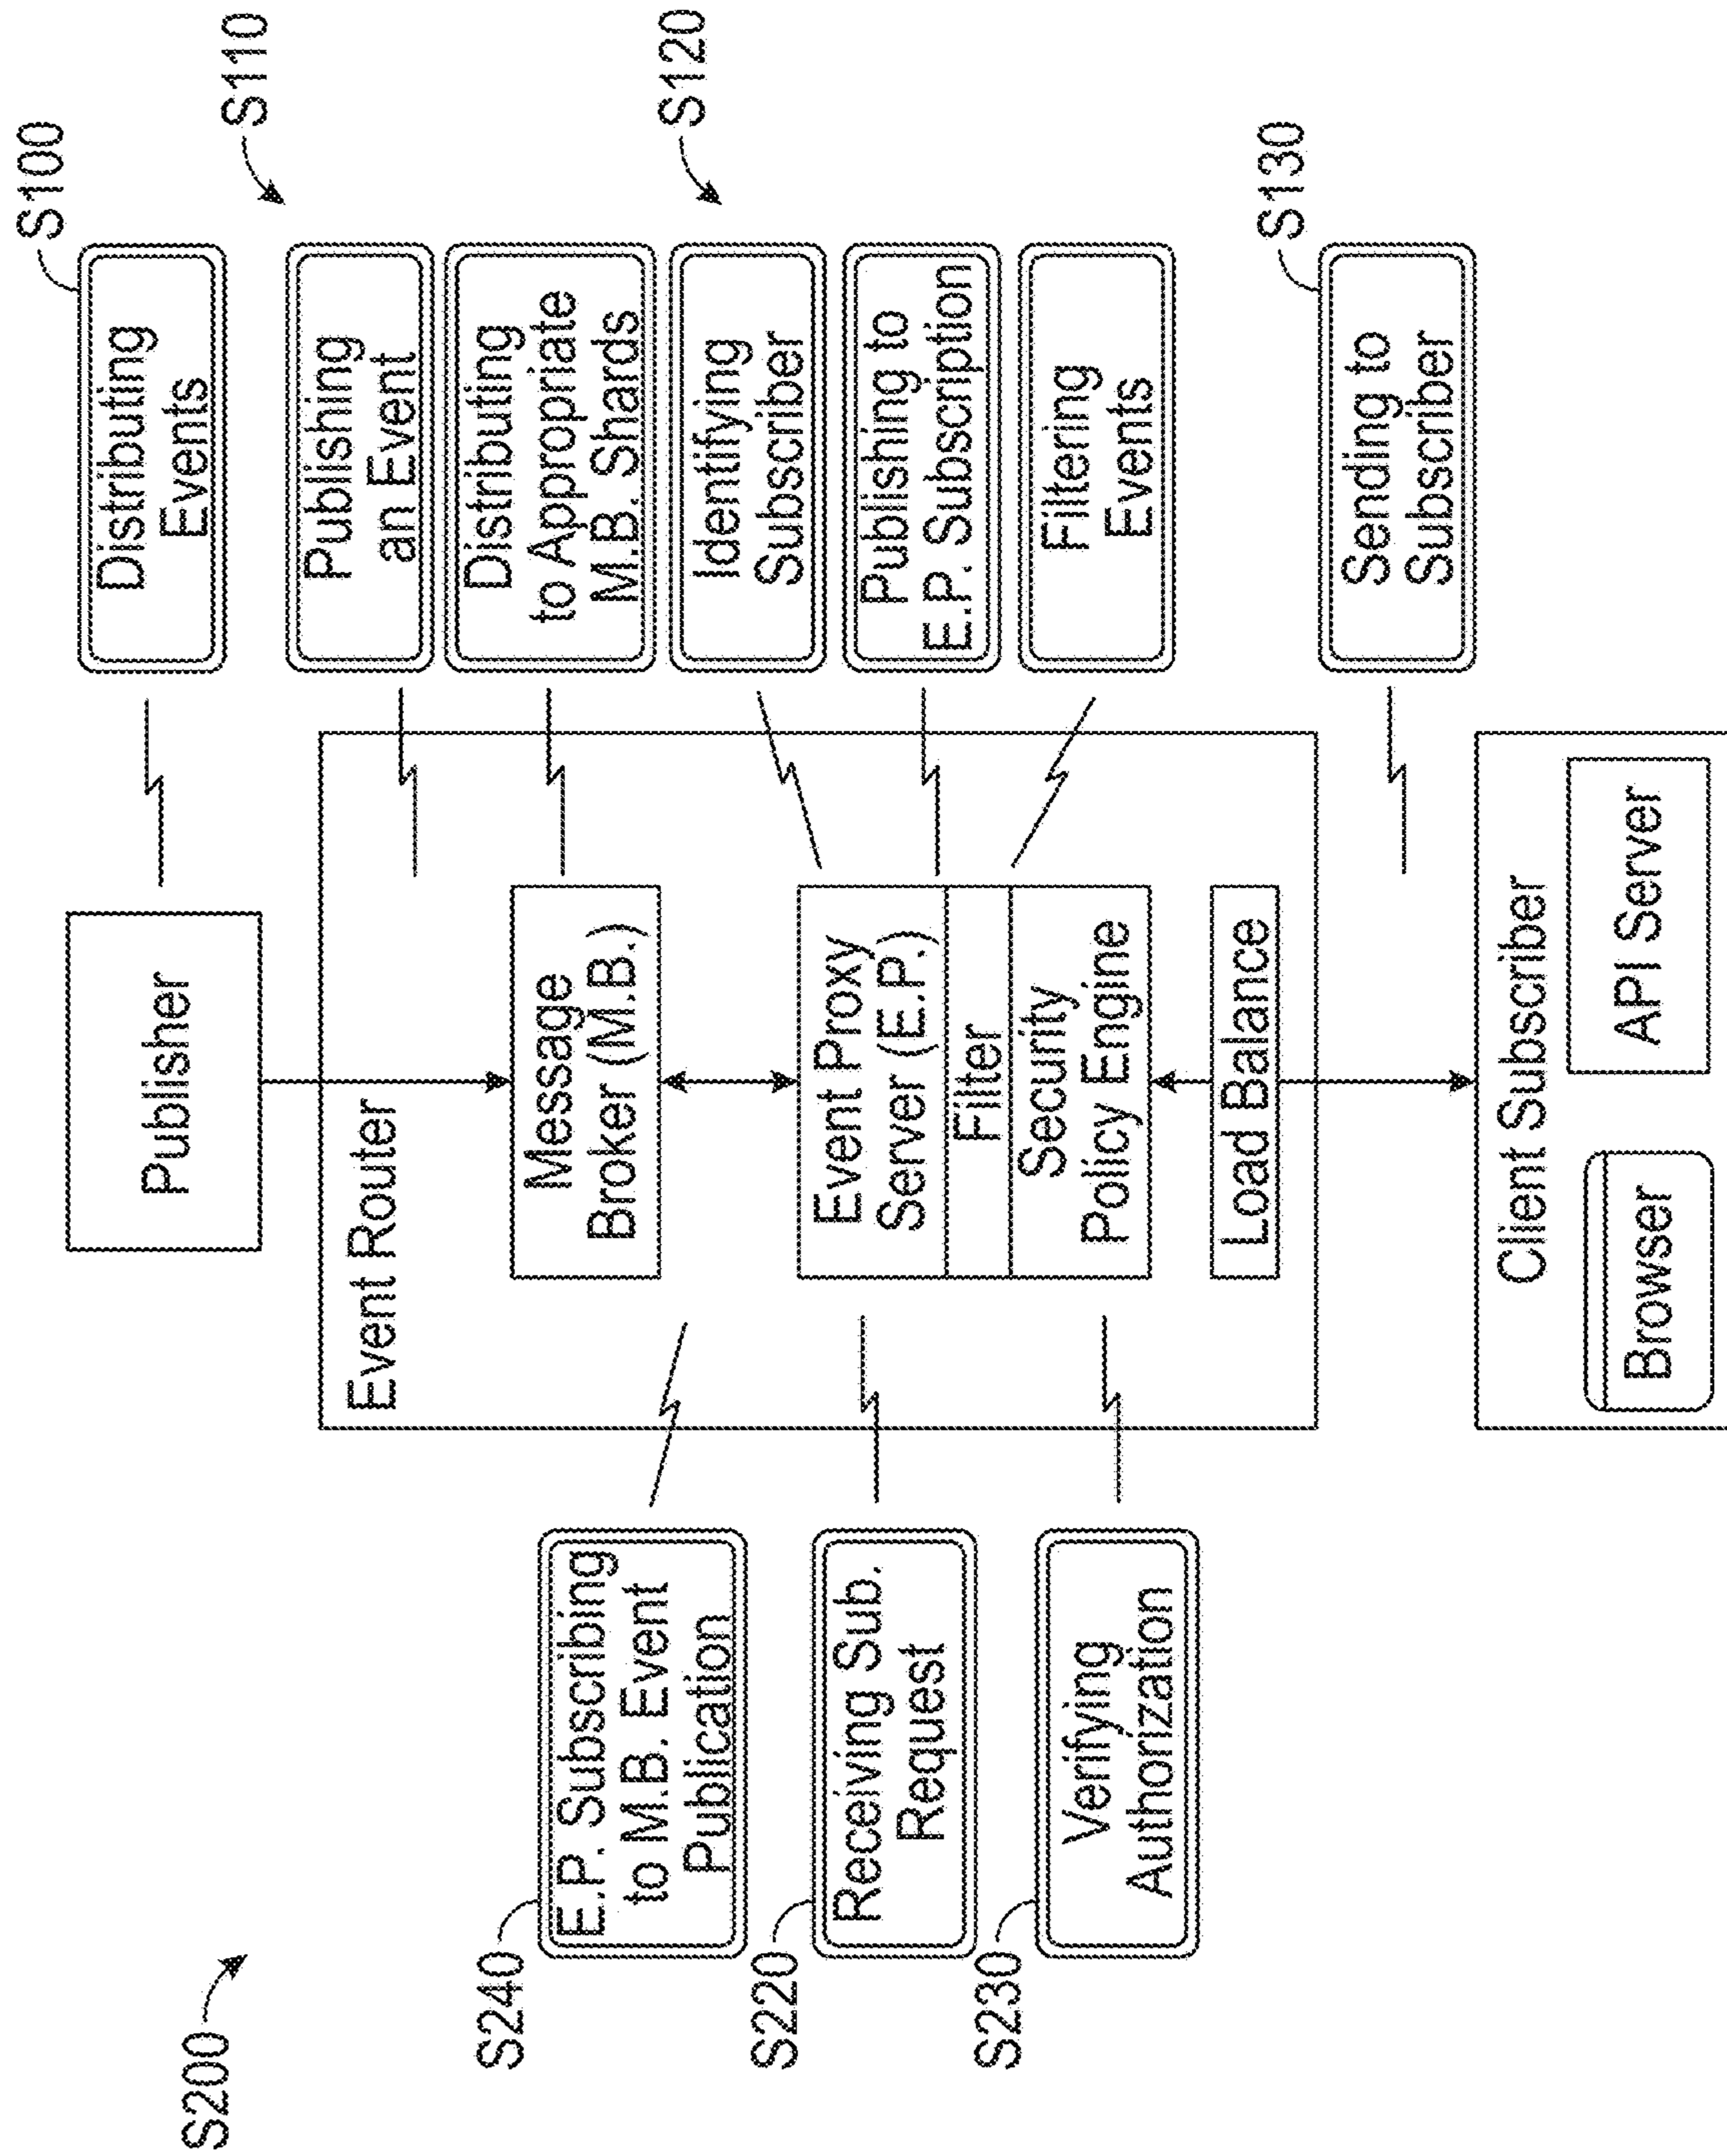 S200
S240
E.P. Subscribing
to M.B. Event
Publication
S220
Receiving Sub.
Request
S230
Verifying
Authorization
Publisher
Event Router
Message
Broker (M.B.)
Event Proxy
Server (E.P.)
Filter
Security
Policy Engine
Load Balance
Client Subscriber
Browser
API Server
S100
Distributing
Events
S110
Publishing
an Event
Distributing
to Appropriate
M.B. Shards
S120
Identifying
Subscriber
Publishing to
E.P. Subscription
Filtering
Events
S130
Sending to
Subscriber